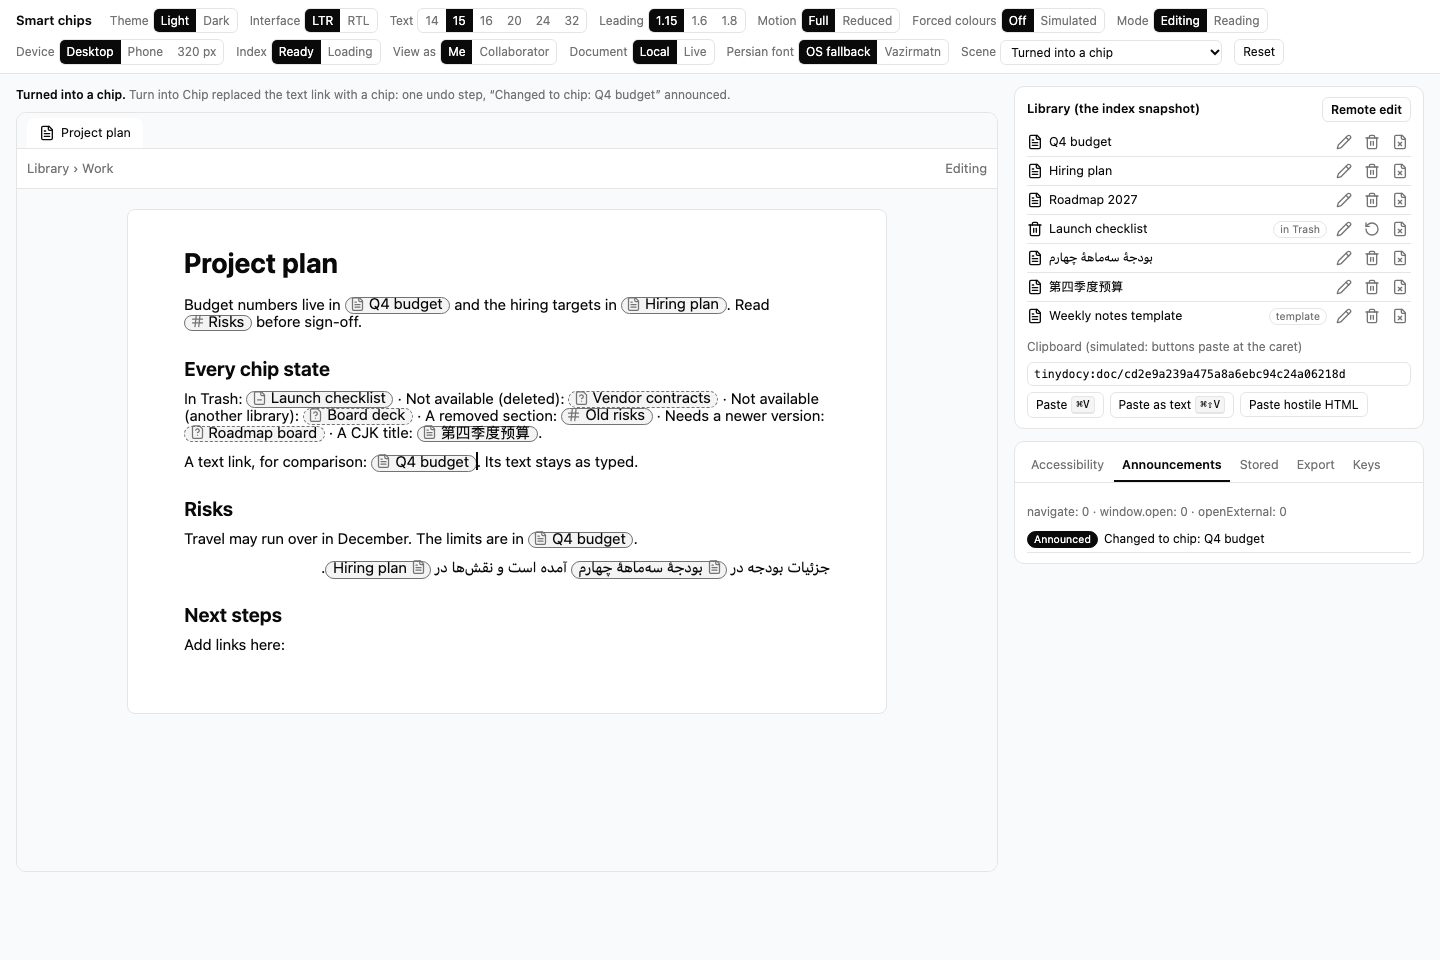 Smart chips Theme Light Dark Interface LTR RTL Text 14 15 16 20 24 32 Leading 1.15 1.6 1.8 Motion Full Reduced Forced colours Off Simulated Mode Editing Reading
Device Desktop Phone 320 px Index Ready Loading View as Me Collaborator Document Local Live Persian font OS fallback Vazirmatn Scene Turned into a chip Reset
Turned into a chip. Turn into Chip replaced the text link with a chip: one undo step, “Changed to chip: Q4 budget” announced.
Project plan
Library › Work Editing
Project plan
Budget numbers live in Q4 budget and the hiring targets in Hiring plan. Read
# Risks before sign-off.
Every chip state
In Trash: Launch checklist · Not available (deleted): Vendor contracts · Not available
(another library): Board deck · A removed section: # Old risks · Needs a newer version:
Roadmap board · A CJK title: 第四季度预算.
A text link, for comparison: Q4 budget. Its text stays as typed.
Risks
Travel may run over in December. The limits are in Q4 budget.
جزئیات بودجه در بودجهٔ سه‌ماههٔ چهارم آمده است و نقش‌ها در Hiring plan.
Next steps
Add links here:
Library (the index snapshot) Remote edit
Q4 budget
Hiring plan
Roadmap 2027
Launch checklist in Trash
بودجهٔ سه‌ماههٔ چهارم
第四季度预算
Weekly notes template template
Clipboard (simulated: buttons paste at the caret)
tinydocy:doc/cd2e9a239a475a8a6ebc94c24a06218d
Paste ⌘V Paste as text ⌘⇧V Paste hostile HTML
Accessibility Announcements Stored Export Keys
navigate: 0 · window.open: 0 · openExternal: 0
Announced Changed to chip: Q4 budget